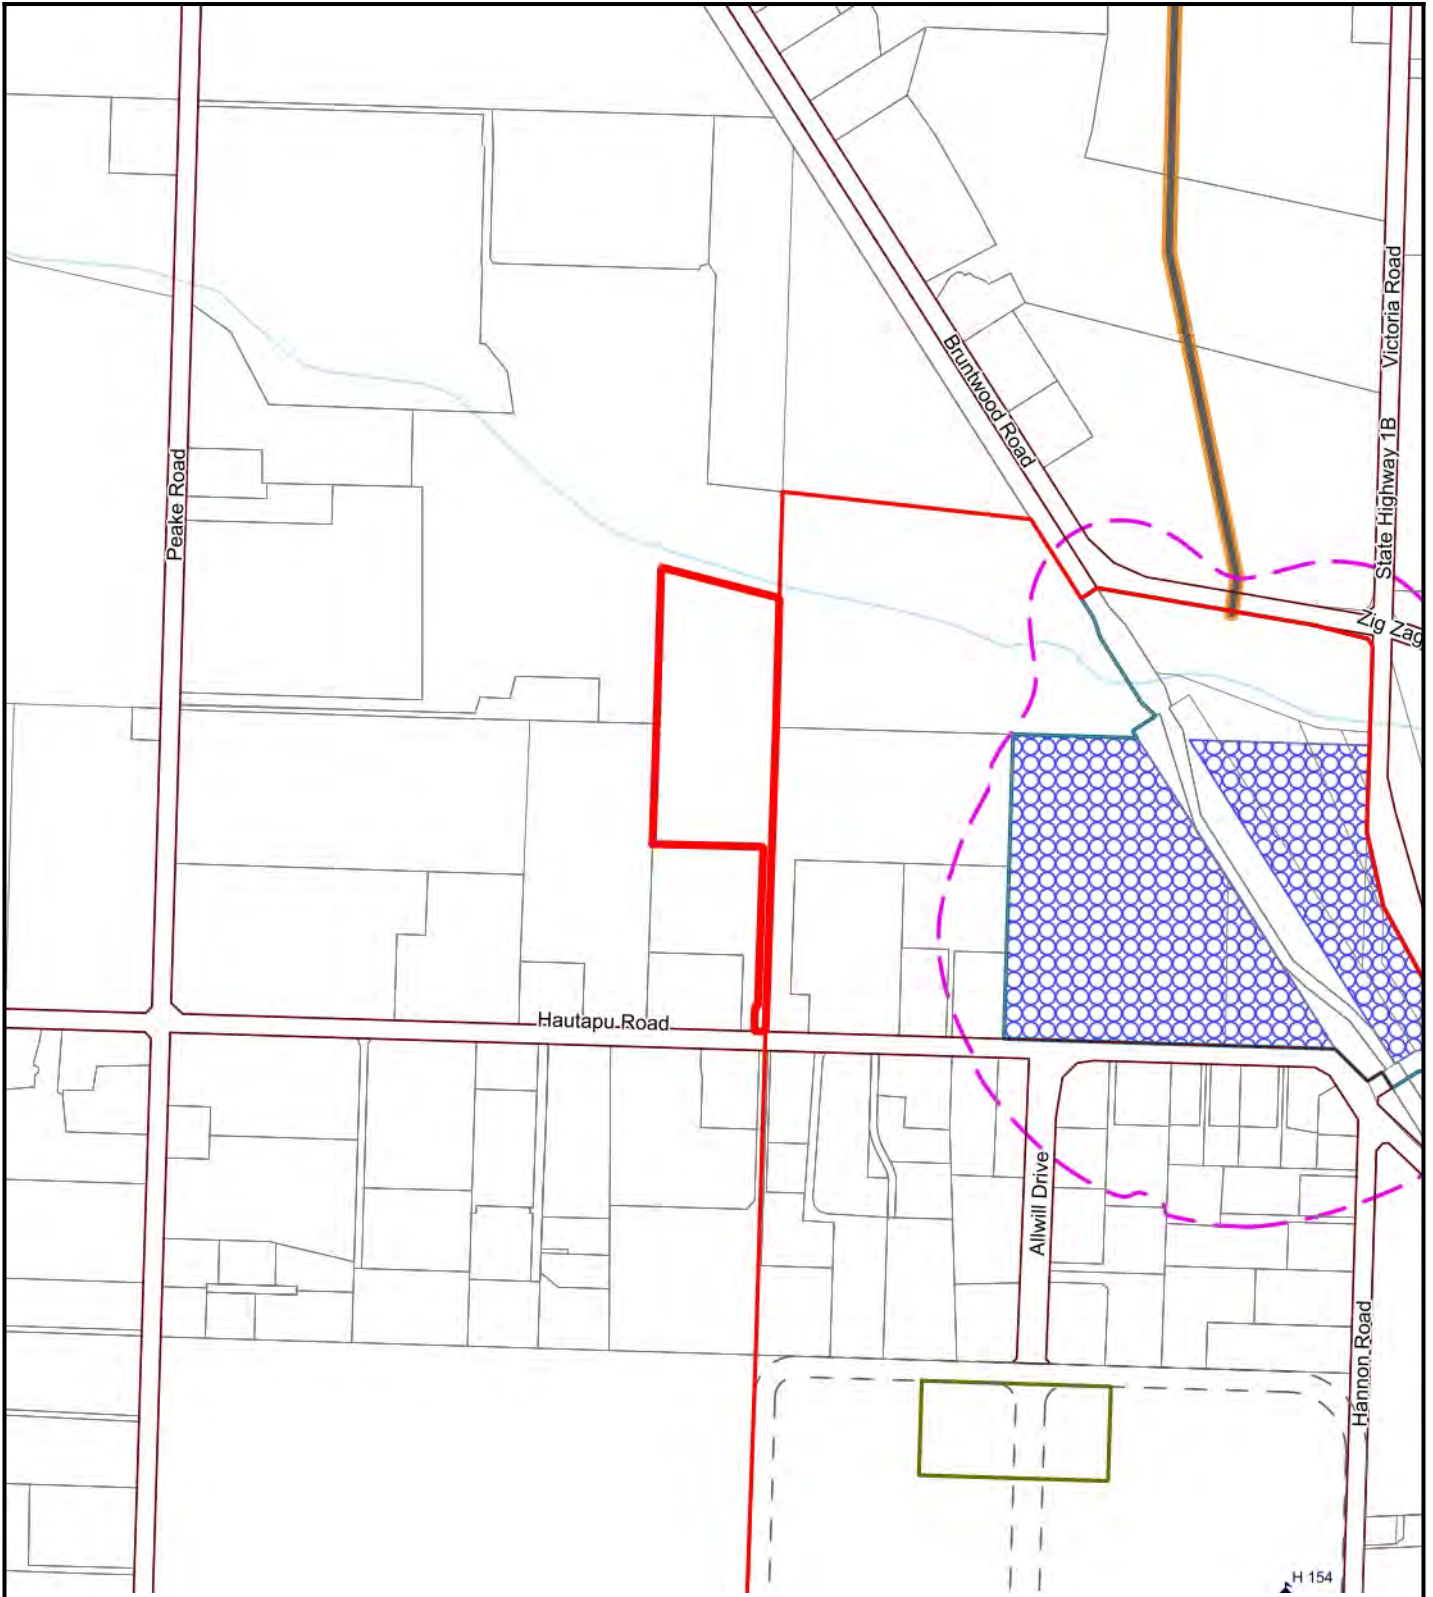 Victoria Road
Bruntwood Road
State Highway 1B
Peake Road
Zig Zag
Hautapu Road
Allwill Drive
Hannon Road
H 154